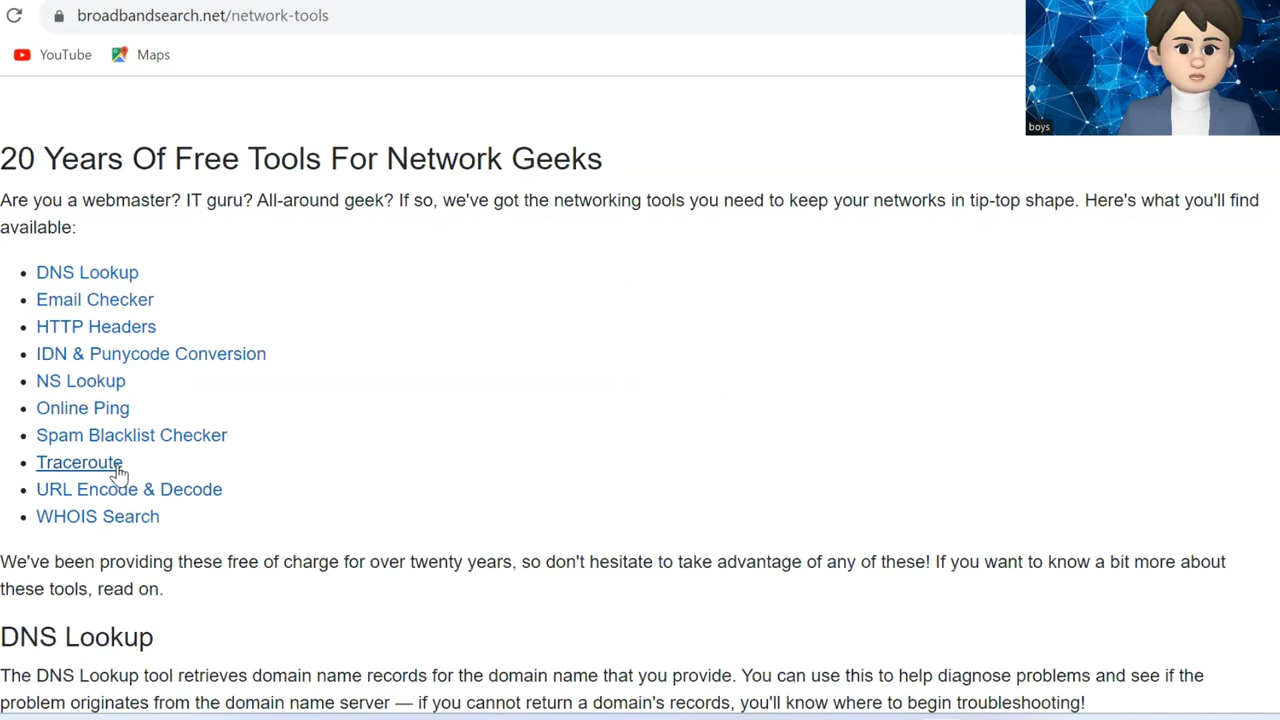 broadbandsearch.net/network-tools
YouTube Maps
boys
20 Years Of Free Tools For Network Geeks
Are you a webmaster? IT guru? All-around geek? If so, we've got the networking tools you need to keep your networks in tip-top shape. Here's what you'll find
available:
DNS Lookup
Email Checker
HTTP Headers
IDN & Punycode Conversion
NS Lookup
Online Ping
Spam Blacklist Checker
Traceroute
URL Encode & Decode
WHOIS Search
We've been providing these free of charge for over twenty years, so don't hesitate to take advantage of any of these! If you want to know a bit more about
these tools, read on.
DNS Lookup
The DNS Lookup tool retrieves domain name records for the domain name that you provide. You can use this to help diagnose problems and see if the
problem originates from the domain name server — if you cannot return a domain's records, you'll know where to begin troubleshooting!